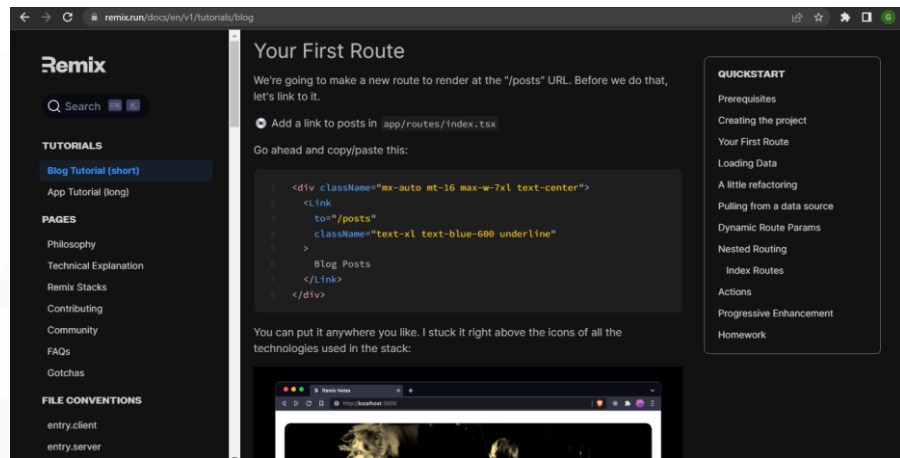 remix.run/docs/en/v1/tutorials/blog
G
Remix
Search K
TUTORIALS
Blog Tutorial (short)
App Tutorial (long)
PAGES
Philosophy
Technical Explanation
Remix Stacks
Contributing
Community
FAQs
Gotchas
FILE CONVENTIONS
entry.client
entry.server
Your First Route
We're going to make a new route to render at the "/posts" URL. Before we do that,
let's link to it.
Add a link to posts in app/routes/index.tsx
Go ahead and copy/paste this:
1 <div className="mx-auto mt-16 max-w-7xl text-center">
2 <Link
3 to="/posts"
4 className="text-xl text-blue-600 underline"
5 >
6 Blog Posts
7 </Link>
8 </div>
You can put it anywhere you like. I stuck it right above the icons of all the
technologies used in the stack:
Remix Notes
http://localhost:3000
QUICKSTART
Prerequisites
Creating the project
Your First Route
Loading Data
A little refactoring
Pulling from a data source
Dynamic Route Params
Nested Routing
Index Routes
Actions
Progressive Enhancement
Homework